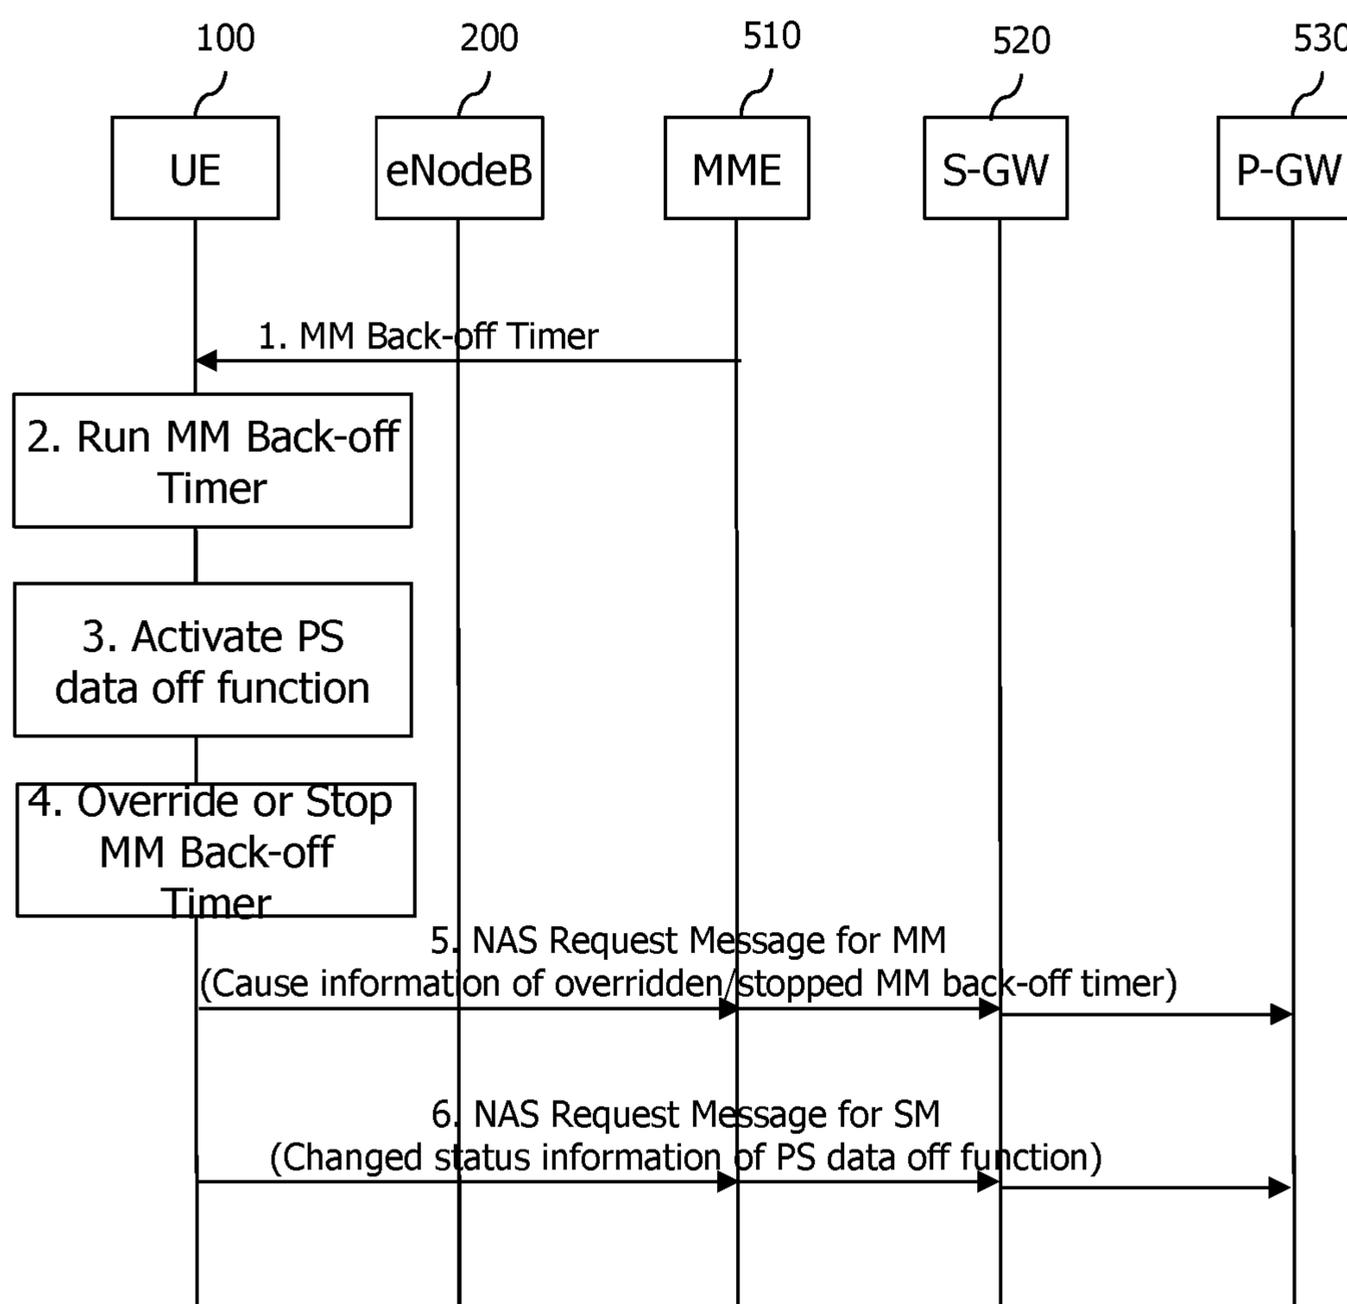 100
200
510
520
530
UE
eNodeB
MME
S-GW
P-GW
1. MM Back-off Timer
2. Run MM Back-off
Timer
3. Activate PS
data off function
4. Override or Stop
MM Back-off
Timer
5. NAS Request Message for MM
(Cause information of overridden/stopped MM back-off timer)
6. NAS Request Message for SM
(Changed status information of PS data off function)